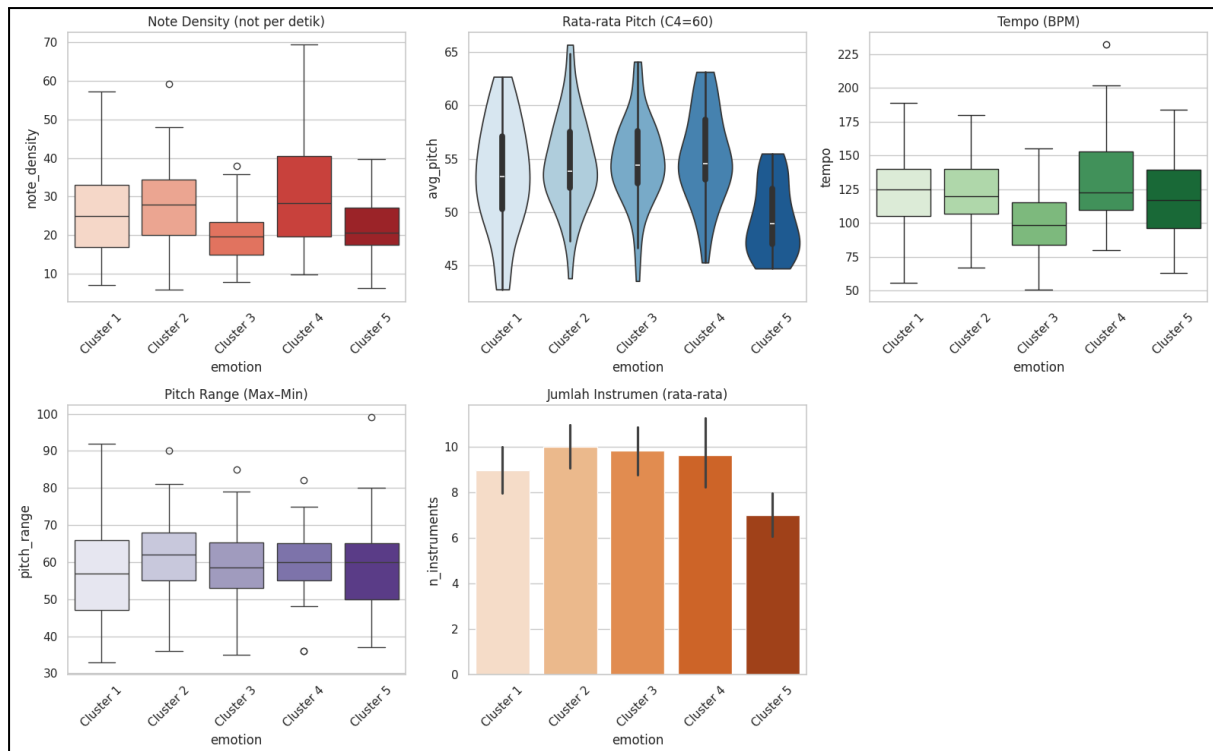 Note Density (not per detik)
70
60
50
40
30
20
10
note_density
Cluster 1
Cluster 2
Cluster 3
Cluster 4
Cluster 5
emotion
Rata-rata Pitch (C4=60)
65
60
55
50
45
avg_pitch
Cluster 1
Cluster 2
Cluster 3
Cluster 4
Cluster 5
emotion
Tempo (BPM)
225
200
175
150
125
100
75
50
tempo
Cluster 1
Cluster 2
Cluster 3
Cluster 4
Cluster 5
emotion
Pitch Range (Max–Min)
100
90
80
70
60
50
40
30
pitch_range
Cluster 1
Cluster 2
Cluster 3
Cluster 4
Cluster 5
emotion
Jumlah Instrumen (rata-rata)
10
8
6
4
2
0
n_instruments
Cluster 1
Cluster 2
Cluster 3
Cluster 4
Cluster 5
emotion